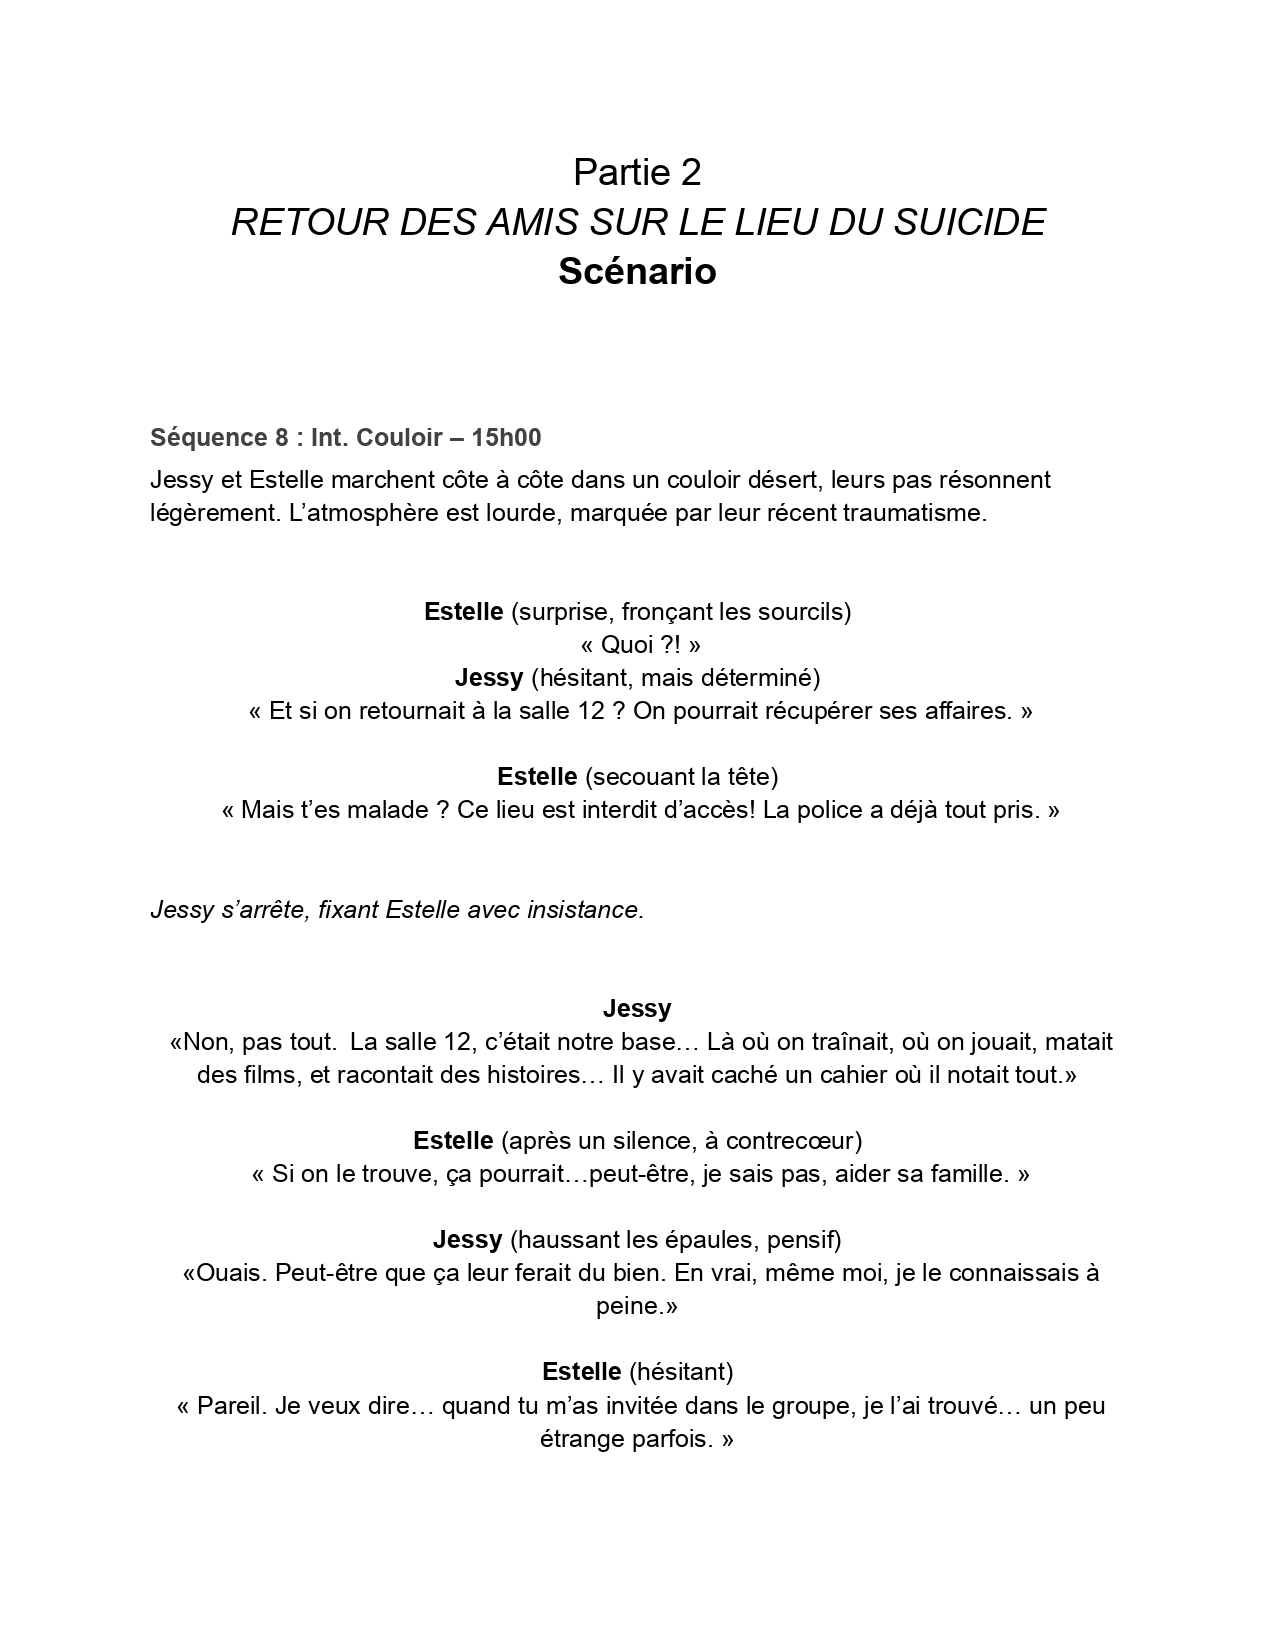 Partie 2
RETOUR DES AMIS SUR LE LIEU DU SUICIDE
Scénario
Séquence 8 : Int. Couloir – 15h00
Jessy et Estelle marchent côte à côte dans un couloir désert, leurs pas résonnent
légèrement. L’atmosphère est lourde, marquée par leur récent traumatisme.
Estelle (surprise, fronçant les sourcils)
« Quoi ?! »
Jessy (hésitant, mais déterminé)
« Et si on retournait à la salle 12 ? On pourrait récupérer ses affaires. »
Estelle (secouant la tête)
« Mais t’es malade ? Ce lieu est interdit d’accès! La police a déjà tout pris. »
Jessy s’arrête, fixant Estelle avec insistance.
Jessy
«Non, pas tout.  La salle 12, c’était notre base… Là où on traînait, où on jouait, matait
des films, et racontait des histoires… Il y avait caché un cahier où il notait tout.»
Estelle (après un silence, à contrecœur)
« Si on le trouve, ça pourrait…peut-être, je sais pas, aider sa famille. »
Jessy (haussant les épaules, pensif)
«Ouais. Peut-être que ça leur ferait du bien. En vrai, même moi, je le connaissais à
peine.»
Estelle (hésitant)
« Pareil. Je veux dire… quand tu m’as invitée dans le groupe, je l’ai trouvé… un peu
étrange parfois. »